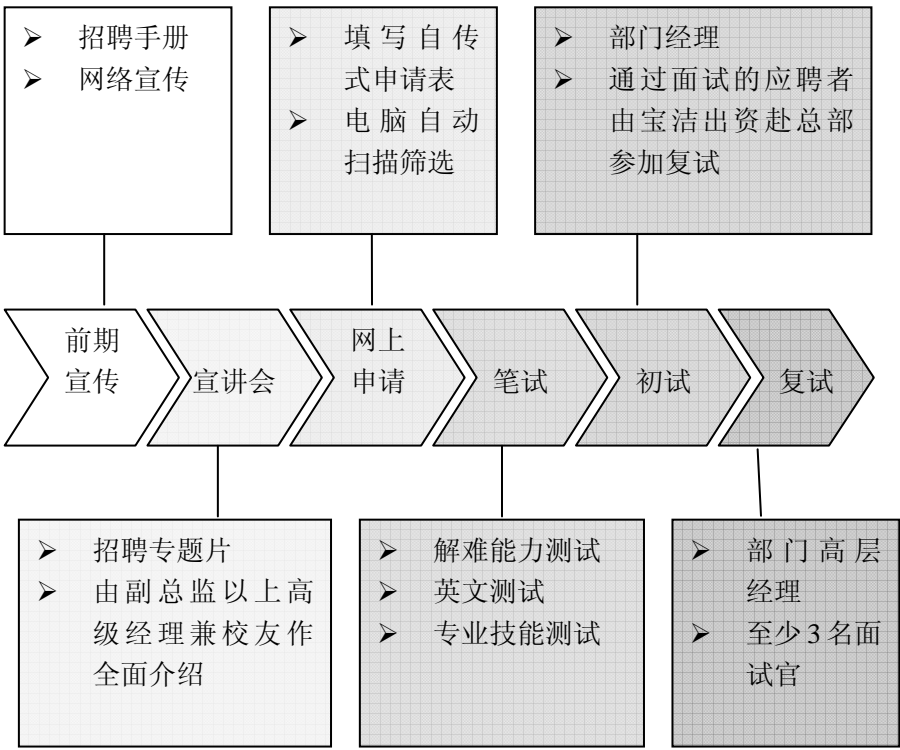 ➢ 招聘手册
➢ 网络宣传
➢ 填写自传
式申请表
➢ 电脑自动
扫描筛选
➢ 部门经理
➢ 通过面试的应聘者
由宝洁出资赴总部
参加复试
前期
宣传
宣讲会
网上
申请
笔试
初试
复试
➢ 招聘专题片
➢ 由副总监以上高
级经理兼校友作
全面介绍
➢ 解难能力测试
➢ 英文测试
➢ 专业技能测试
➢ 部门高层
经理
➢ 至少3名面
试官